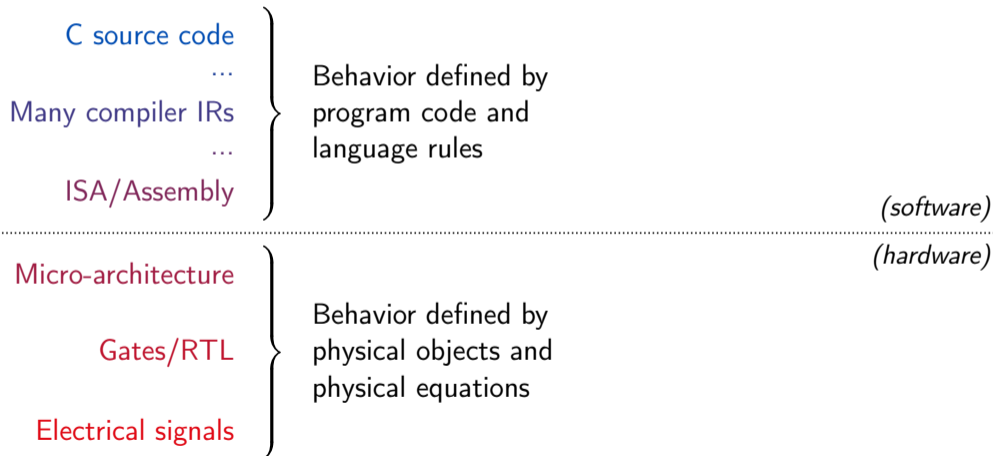 C source code
...
Many compiler IRs
...
ISA/Assembly
Behavior defined by
program code and
language rules
(software)
(hardware)
Micro-architecture
Gates/RTL
Electrical signals
Behavior defined by
physical objects and
physical equations